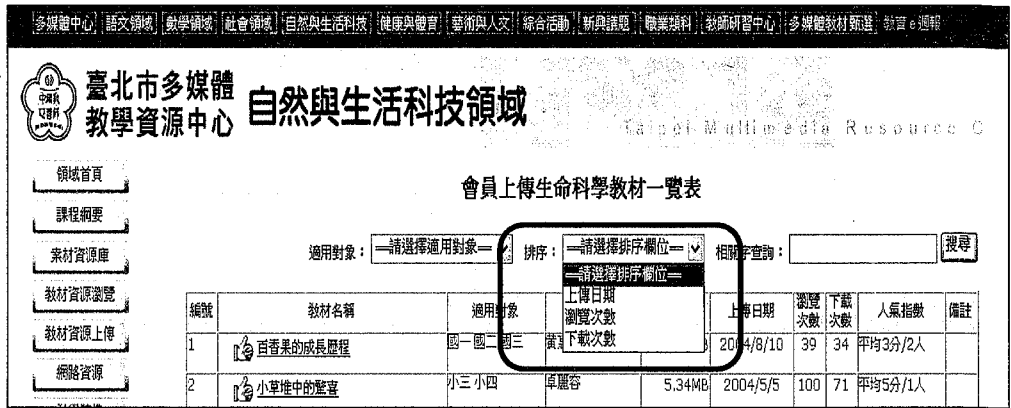 多媒體中心 語文領域 數學領域 社會領域 自然與生活科技 健康與體育 藝術與人文 綜合活動 新興議題 職業類科 教師研習中心 多媒體教材甄選 教育e週報
臺北市多媒體
教學資源中心
自然與生活科技領域
Taipei Multimedia Resource C
領域首頁
課程綱要
素材資源庫
教材資源瀏覽
教材資源上傳
網路資源
會員上傳生命科學教材一覽表
適用對象： ==請選擇適用對象== 排序： ==請選擇排序欄位== 相關字查詢： 搜尋
==請選擇排序欄位==
上傳日期
瀏覽次數
下載次數
編號 教材名稱 適用對象 上傳日期 瀏覽次數 下載次數 人氣指數 備註
1 百香果的成長歷程 國一 國二 國三 黃 B 2004/8/10 39 34 平均3分/2人
2 小草堆中的驚喜 小三 小四 卓麗容 5.34MB 2004/5/5 100 71 平均5分/1人